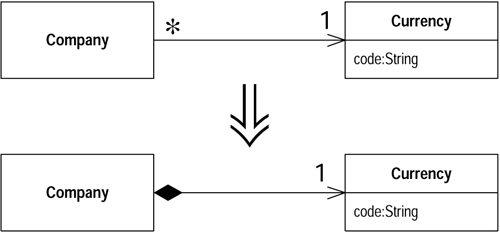 Company
*
1
Currency
code:String
Company
1
Currency
code:String